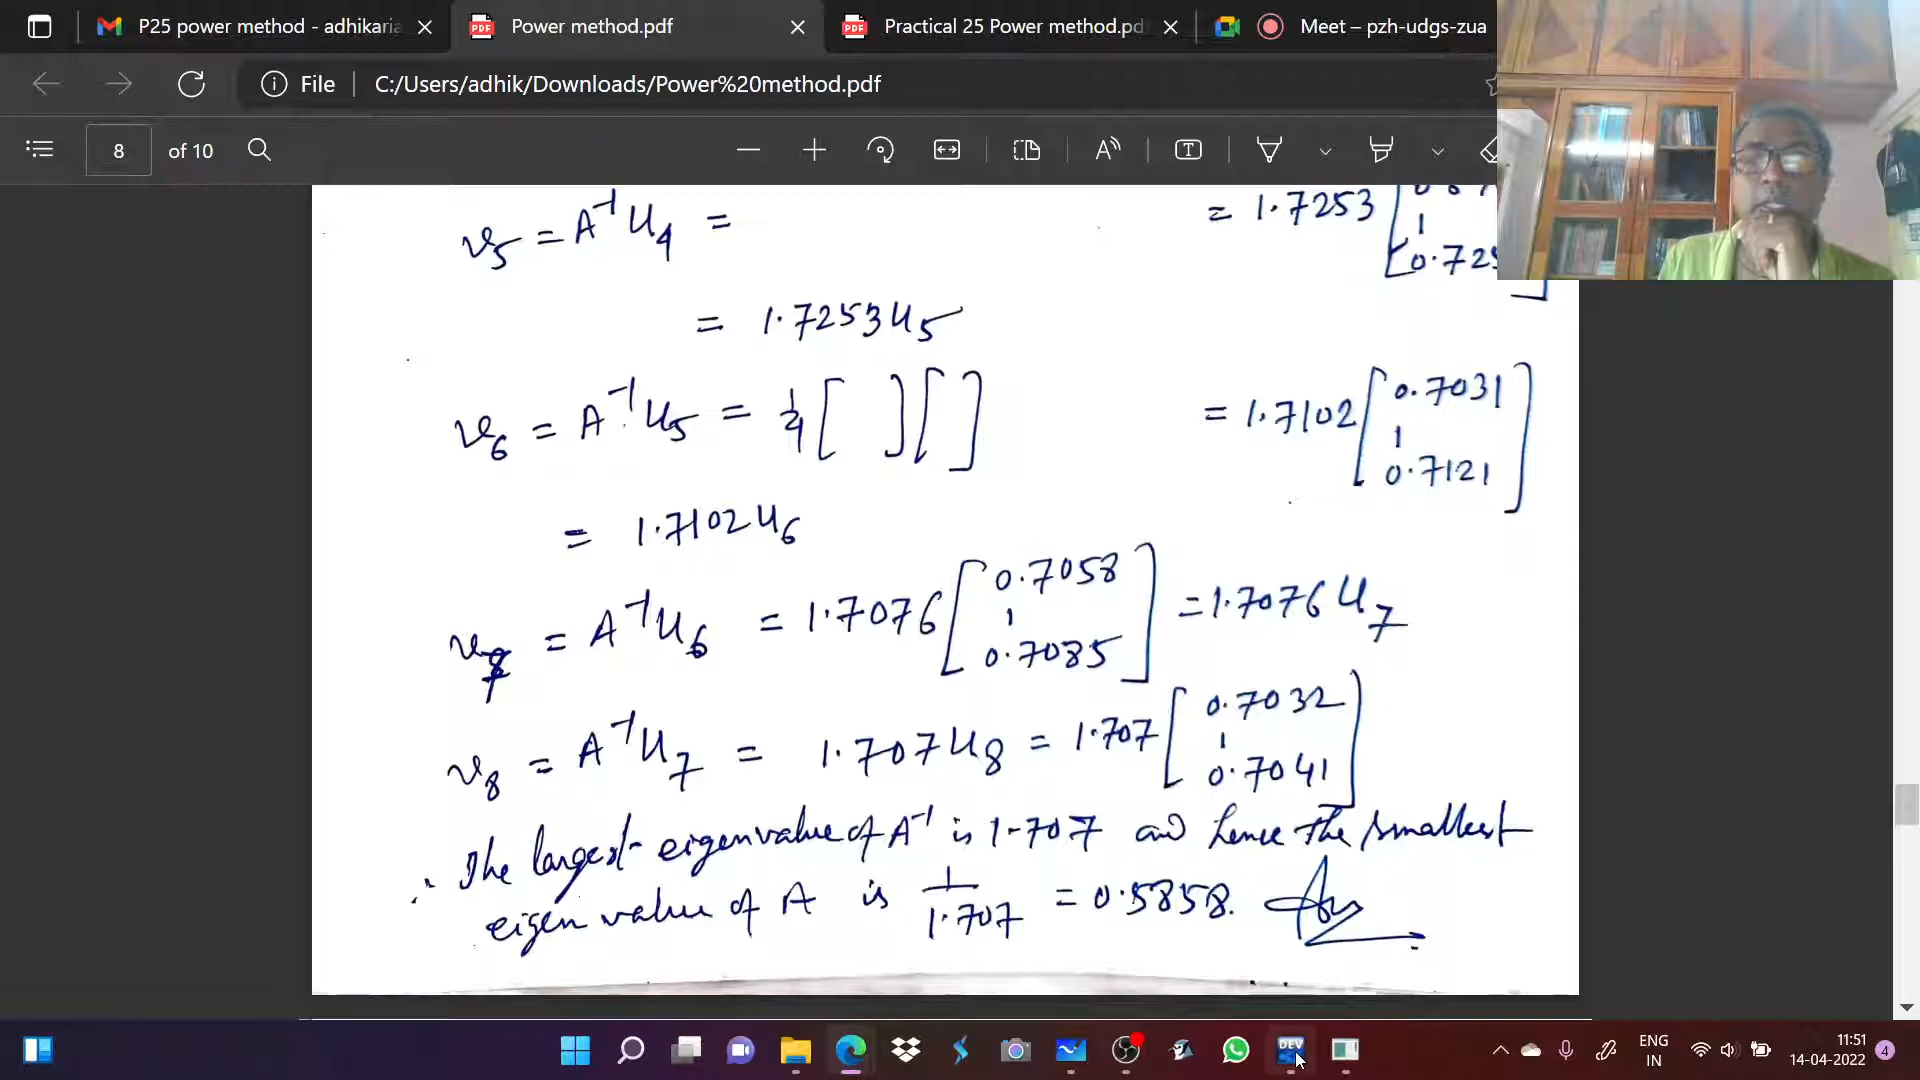 P25 power method - adhikaria
Power method.pdf
Practical 25 Power method.pd
Meet – pzh-udgs-zua
File
C:/Users/adhik/Downloads/Power%20method.pdf
8 of 10
v5 = A⁻¹ u4 = = 1.7253 [ 1 0.725
= 1.7253 u5
v6 = A⁻¹ u5 = 1/4 [ ] [ ] = 1.7102 [ 0.7031 1 0.7121 ]
= 1.7102 u6
v7 = A⁻¹ u6 = 1.7076 [ 0.7058 1 0.7085 ] = 1.7076 u7
v8 = A⁻¹ u7 = 1.707 u8 = 1.707 [ 0.7032 1 0.7041 ]
∴ The largest eigenvalue of A⁻¹ is 1.707 and hence the smallest
eigen value of A is 1/1.707 = 0.5858. Ans
DEV
ENG
IN
11:51
14-04-2022
4